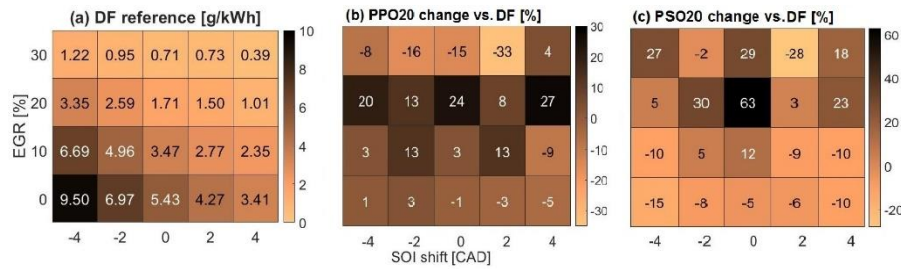 (a) DF reference [g/kWh]
(b) PPO20 change vs. DF [%]
(c) PSO20 change vs. DF [%]
EGR [%]
30 1.22 0.95 0.71 0.73 0.39
20 3.35 2.59 1.71 1.50 1.01
10 6.69 4.96 3.47 2.77 2.35
0 9.50 6.97 5.43 4.27 3.41
-4 -2 0 2 4
10
8
6
4
2
0
-8 -16 -15 -33 4
20 13 24 8 27
3 13 3 13 -9
1 3 -1 -3 -5
-4 -2 0 2 4
SOI shift [CAD]
30
20
10
0
-10
-20
-30
27 -2 29 -28 18
5 30 63 3 23
-10 5 12 -9 -10
-15 -8 -5 -6 -10
-4 -2 0 2 4
60
40
20
0
-20